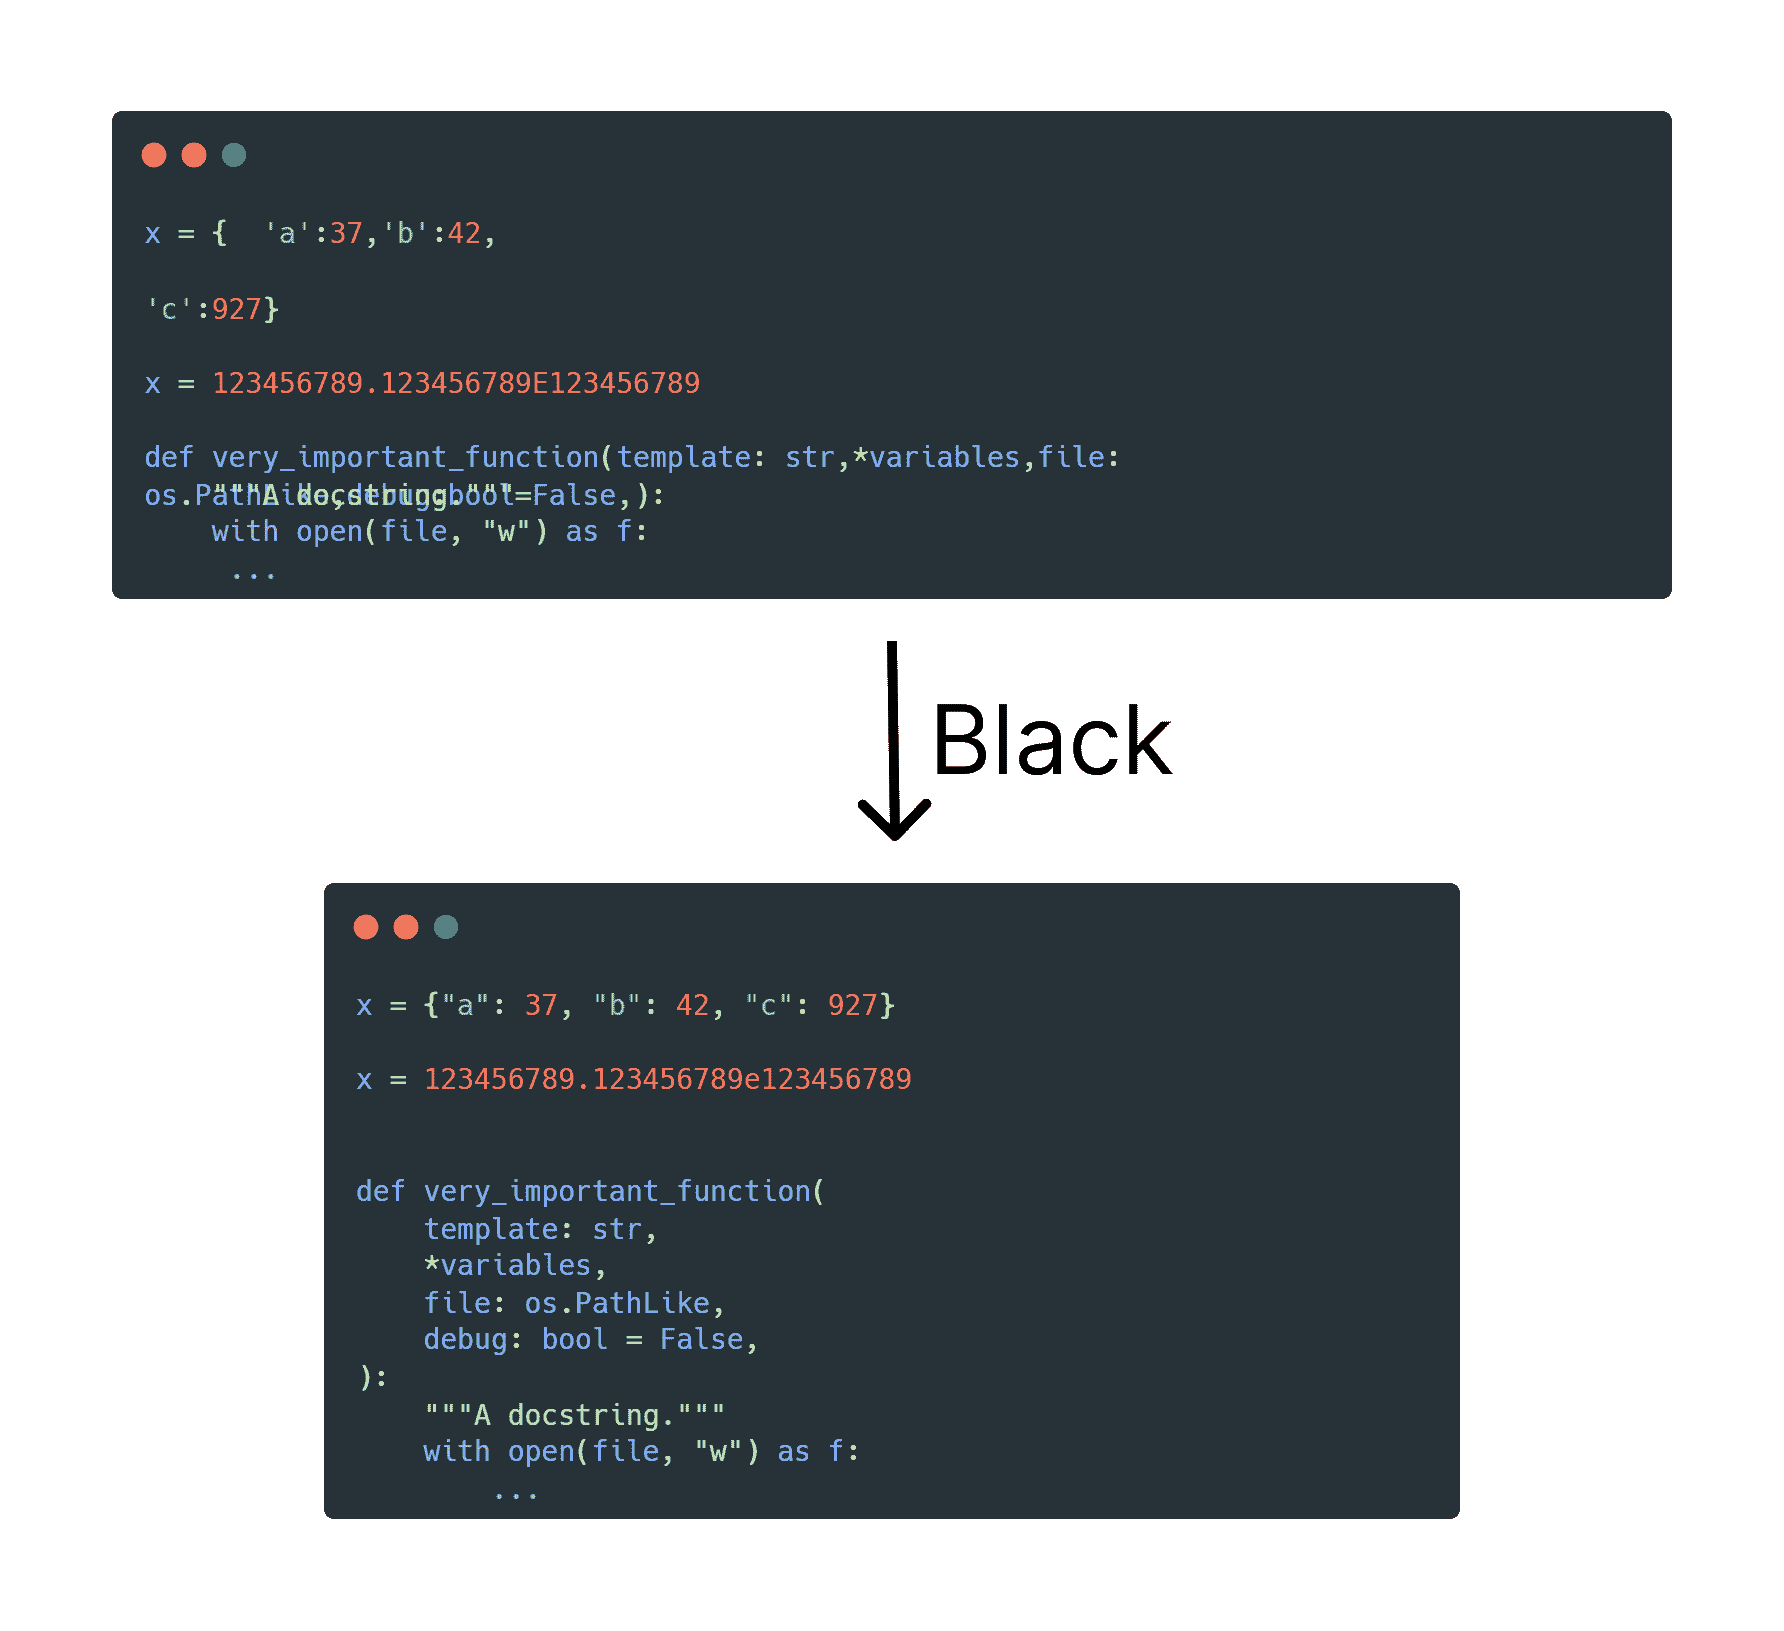 x = {  'a':37,'b':42,
'c':927}
x = 123456789.123456789E123456789
def very_important_function(template: str,*variables,file:
os.PathLike,debug:bool=False,):
    """A docstring."""
    with open(file, "w") as f:
     ...
Black
x = {"a": 37, "b": 42, "c": 927}
x = 123456789.123456789e123456789
def very_important_function(
    template: str,
    *variables,
    file: os.PathLike,
    debug: bool = False,
):
    """A docstring."""
    with open(file, "w") as f:
        ...